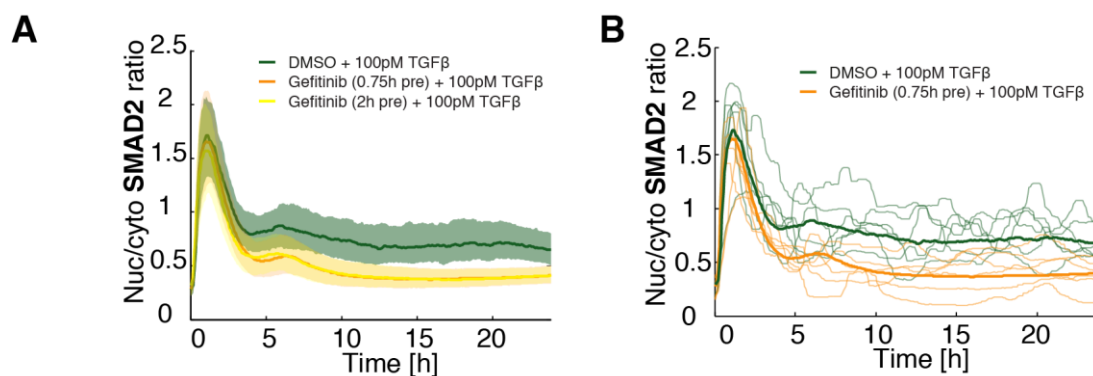 A
Nuc/cyto SMAD2 ratio
2.5
2
1.5
1
0.5
0
DMSO + 100pM TGFβ
Gefitinib (0.75h pre) + 100pM TGFβ
Gefitinib (2h pre) + 100pM TGFβ
0 5 10 15 20
Time [h]
B
Nuc/cyto SMAD2 ratio
2.5
2
1.5
1
0.5
0
DMSO + 100pM TGFβ
Gefitinib (0.75h pre) + 100pM TGFβ
0 5 10 15 20
Time [h]